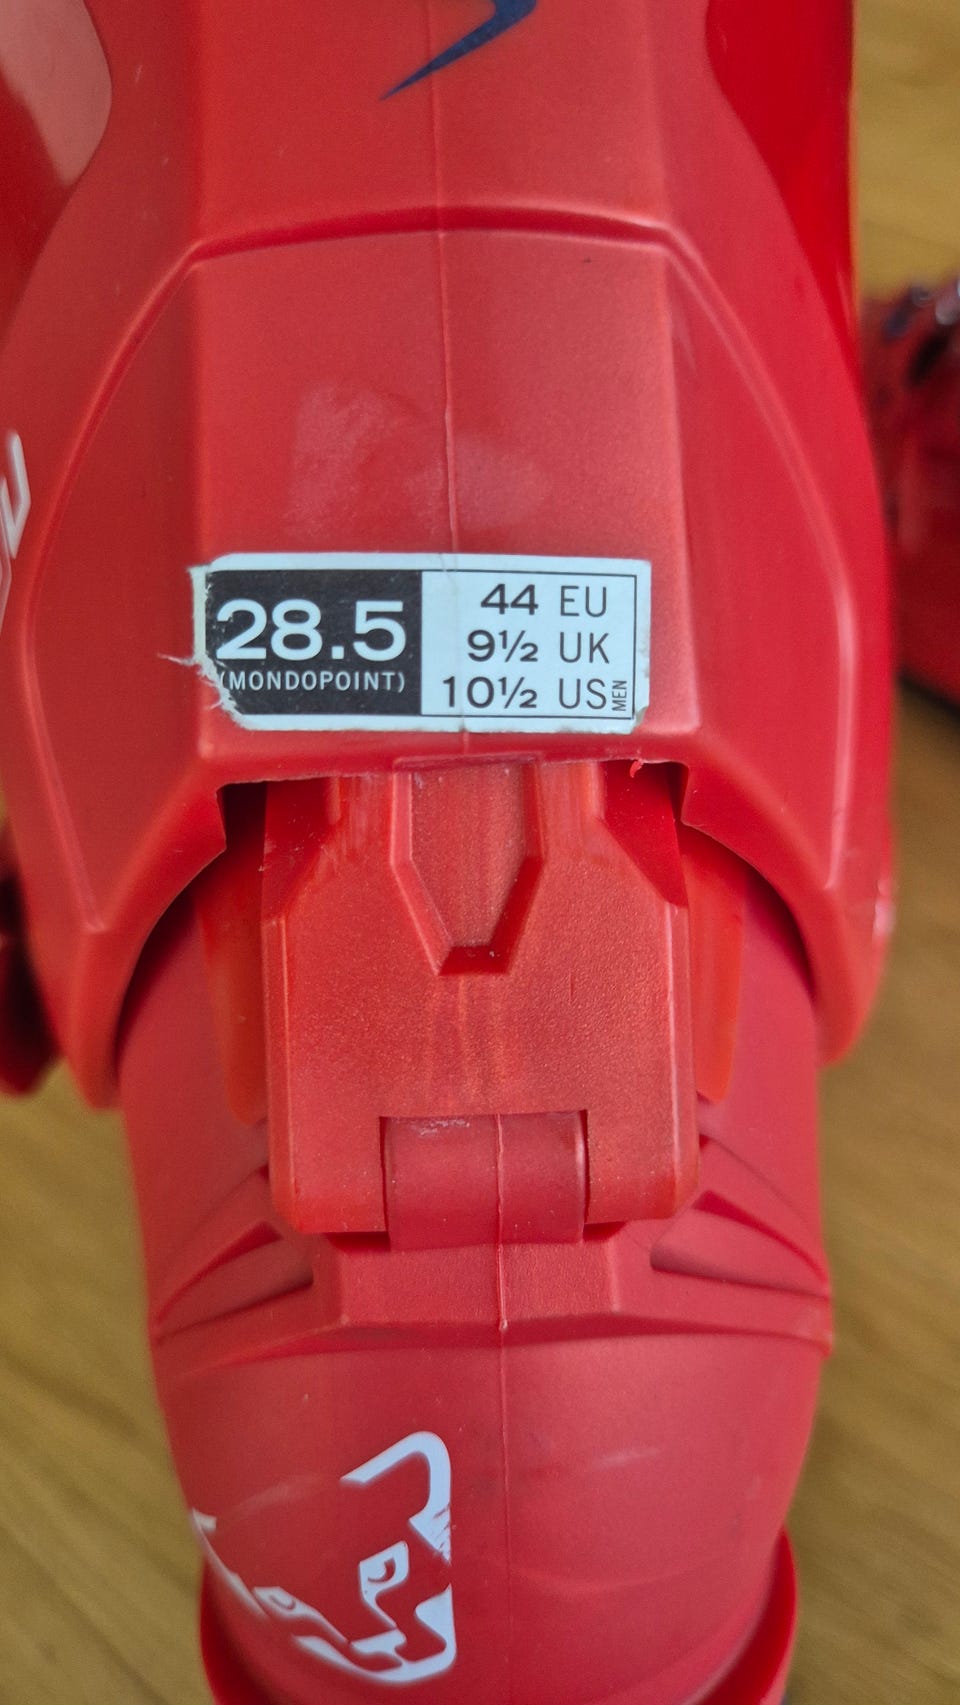 28.5
(MONDOPOINT)
44 EU
9½ UK
10½ US MEN